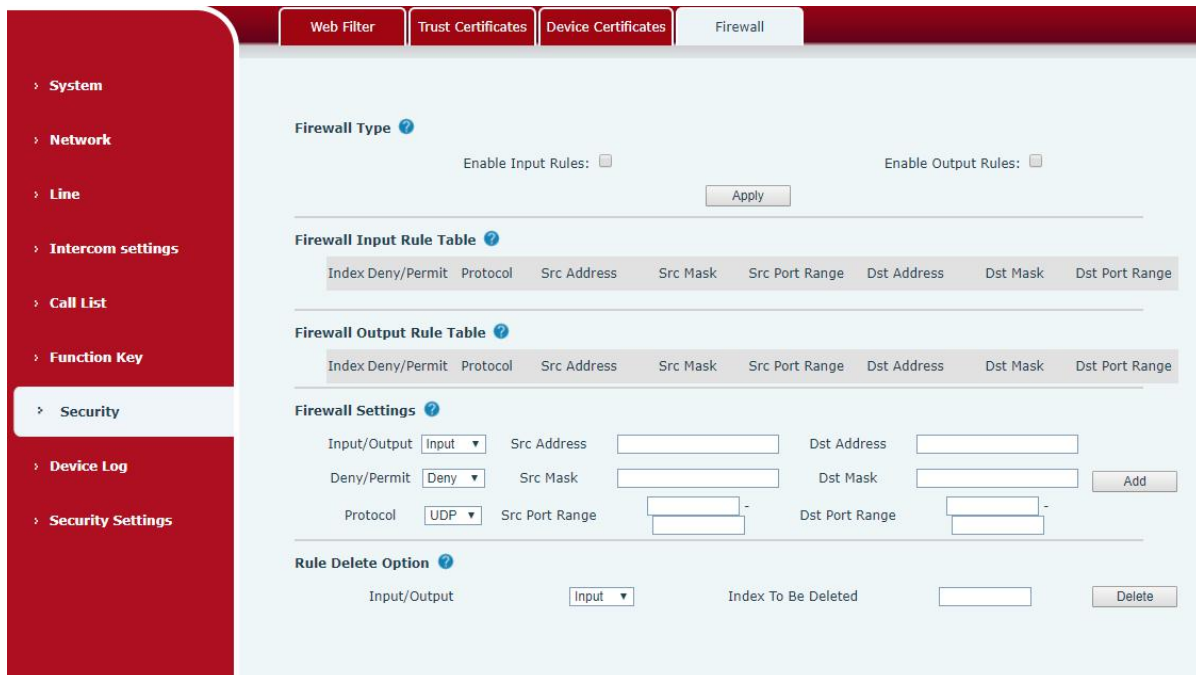 Web Filter Trust Certificates Device Certificates Firewall
System
Network
Line
Intercom settings
Call List
Function Key
Security
Device Log
Security Settings
Firewall Type ?
Enable Input Rules: Enable Output Rules:
Apply
Firewall Input Rule Table ?
Index Deny/Permit Protocol Src Address Src Mask Src Port Range Dst Address Dst Mask Dst Port Range
Firewall Output Rule Table ?
Index Deny/Permit Protocol Src Address Src Mask Src Port Range Dst Address Dst Mask Dst Port Range
Firewall Settings ?
Input/Output Input Src Address Dst Address
Deny/Permit Deny Src Mask Dst Mask Add
Protocol UDP Src Port Range - Dst Port Range -
Rule Delete Option ?
Input/Output Input Index To Be Deleted Delete